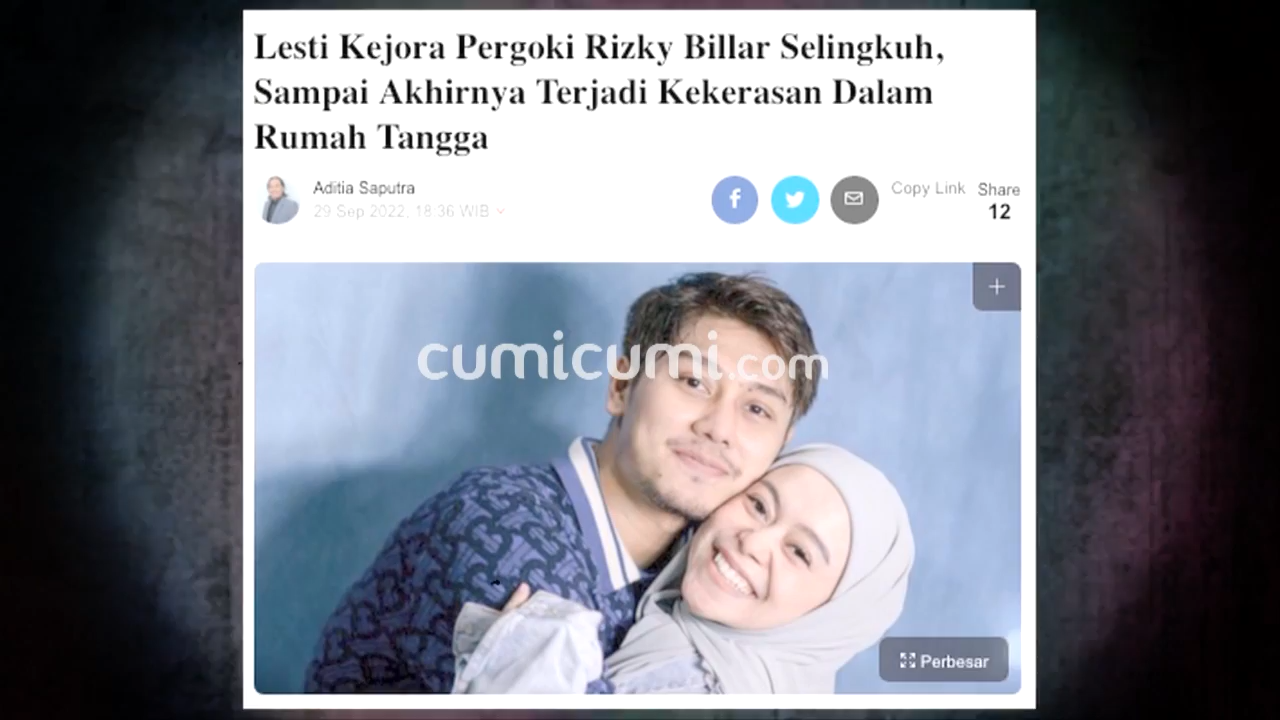 Lesti Kejora Pergoki Rizky Billar Selingkuh,
Sampai Akhirnya Terjadi Kekerasan Dalam
Rumah Tangga
Aditia Saputra
29 Sep 2022, 18:36 WIB
Copy Link
Share
12
cumicumi.com
Perbesar